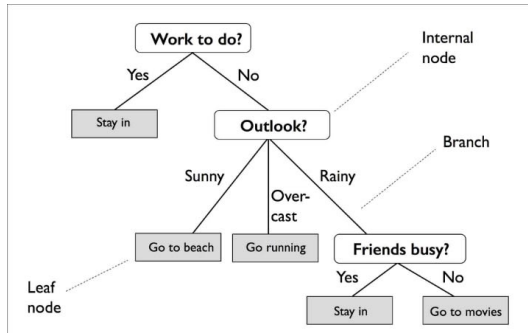 Work to do?
Internal
node
Yes
No
Stay in
Outlook?
Branch
Sunny
Over-
cast
Rainy
Go to beach
Go running
Friends busy?
Leaf
node
Yes
No
Stay in
Go to movies